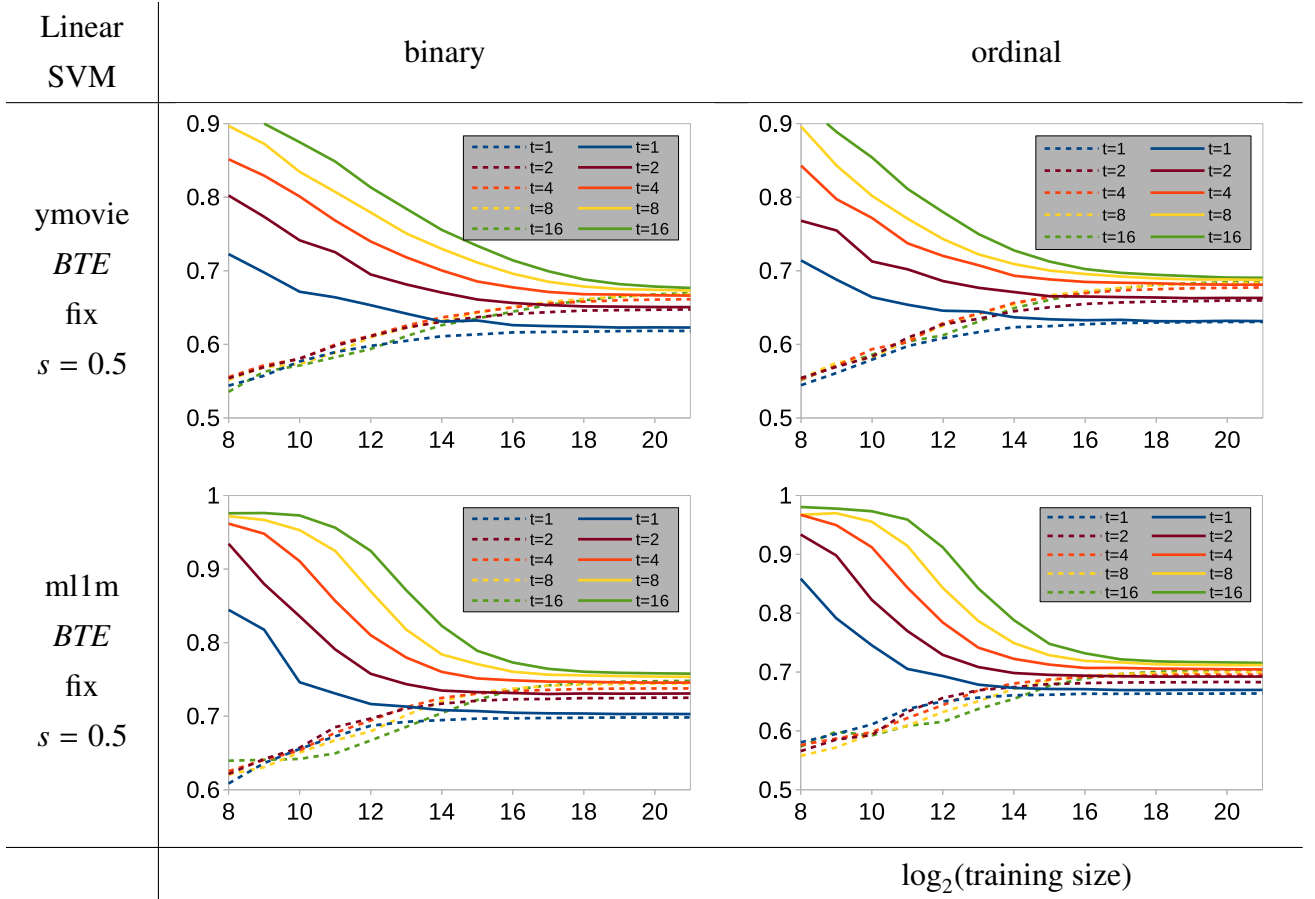 Linear
SVM
binary
ordinal
ymovie
BTE
fix
s = 0.5
0.9
0.8
0.7
0.6
0.5
8 10 12 14 16 18 20
t=1 t=1
t=2 t=2
t=4 t=4
t=8 t=8
t=16 t=16
0.9
0.8
0.7
0.6
0.5
8 10 12 14 16 18 20
t=1 t=1
t=2 t=2
t=4 t=4
t=8 t=8
t=16 t=16
ml1m
BTE
fix
s = 0.5
1
0.9
0.8
0.7
0.6
8 10 12 14 16 18 20
t=1 t=1
t=2 t=2
t=4 t=4
t=8 t=8
t=16 t=16
1
0.9
0.8
0.7
0.6
0.5
8 10 12 14 16 18 20
t=1 t=1
t=2 t=2
t=4 t=4
t=8 t=8
t=16 t=16
log₂(training size)